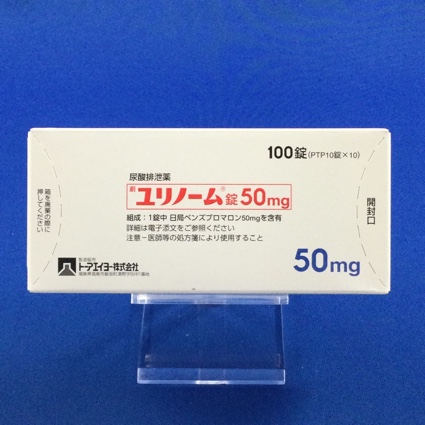 100錠(PTP10錠×10)
尿酸排泄薬
劇 ユリノーム®錠50mg
組成:1錠中 日局ベンズブロマロン50mgを含有
詳細は電子添文をご参照ください
注意-医師等の処方箋により使用すること
箱を廃棄の際に
押してください
開封口
50mg
製造販売
トーアエイヨー株式会社